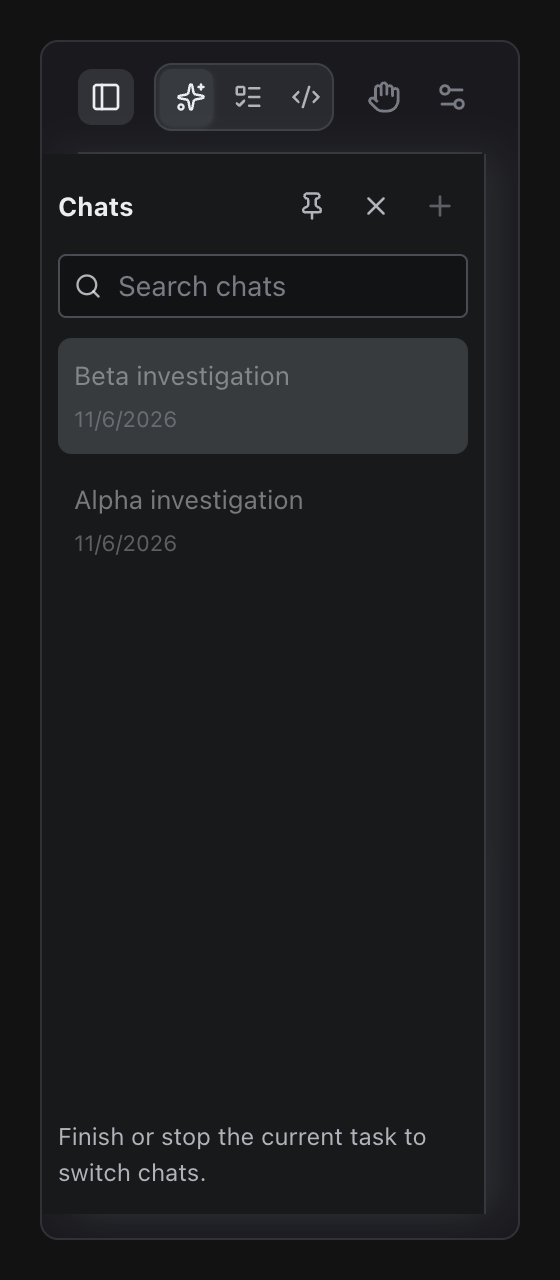 Chats
Search chats
Beta investigation
11/6/2026
Alpha investigation
11/6/2026
Finish or stop the current task to
switch chats.